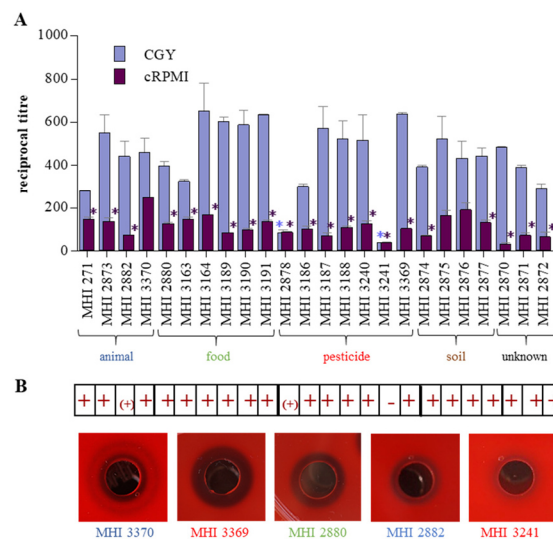 A
1000
800
600
400
200
0
reciprocal titre
CGY
cRPMI
* * * * * * * * * * * * * * * * * * * * * * * *
MHI 271
MHI 2873
MHI 2882
MHI 3370
MHI 2880
MHI 3163
MHI 3164
MHI 3189
MHI 3190
MHI 3191
MHI 2878
MHI 3186
MHI 3187
MHI 3188
MHI 3240
MHI 3241
MHI 3369
MHI 2874
MHI 2875
MHI 2876
MHI 2877
MHI 2870
MHI 2871
MHI 2872
animal food pesticide soil unknown
B
+ + (+) + + + + + + + (+) + + + + - + + + + + + + +
MHI 3370 MHI 3369 MHI 2880 MHI 2882 MHI 3241